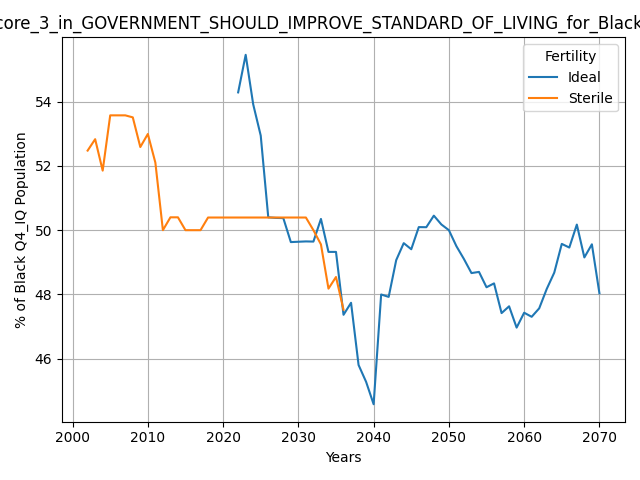 core_3_in_GOVERNMENT_SHOULD_IMPROVE_STANDARD_OF_LIVING_for_Black
Fertility
Ideal
Sterile
% of Black Q4_IQ Population
54
52
50
48
46
2000 2010 2020 2030 2040 2050 2060 2070
Years